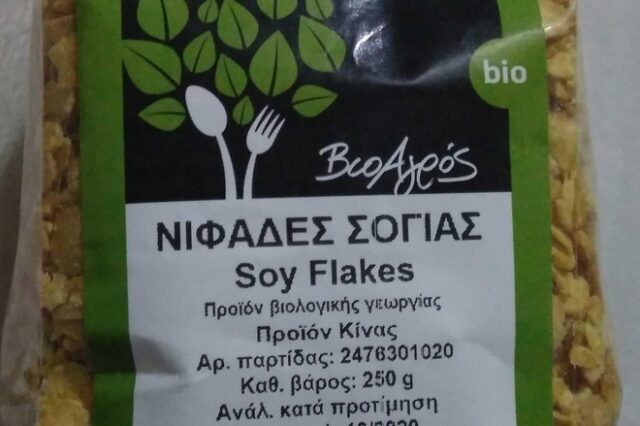 bio
ΒιοΑγρός
ΝΙΦΑΔΕΣ ΣΟΓΙΑΣ
Soy Flakes
Προϊόν βιολογικής γεωργίας
Προϊόν Κίνας
Αρ. παρτίδας: 2476301020
Καθ. βάρος: 250 g
Ανάλ. κατά προτίμηση